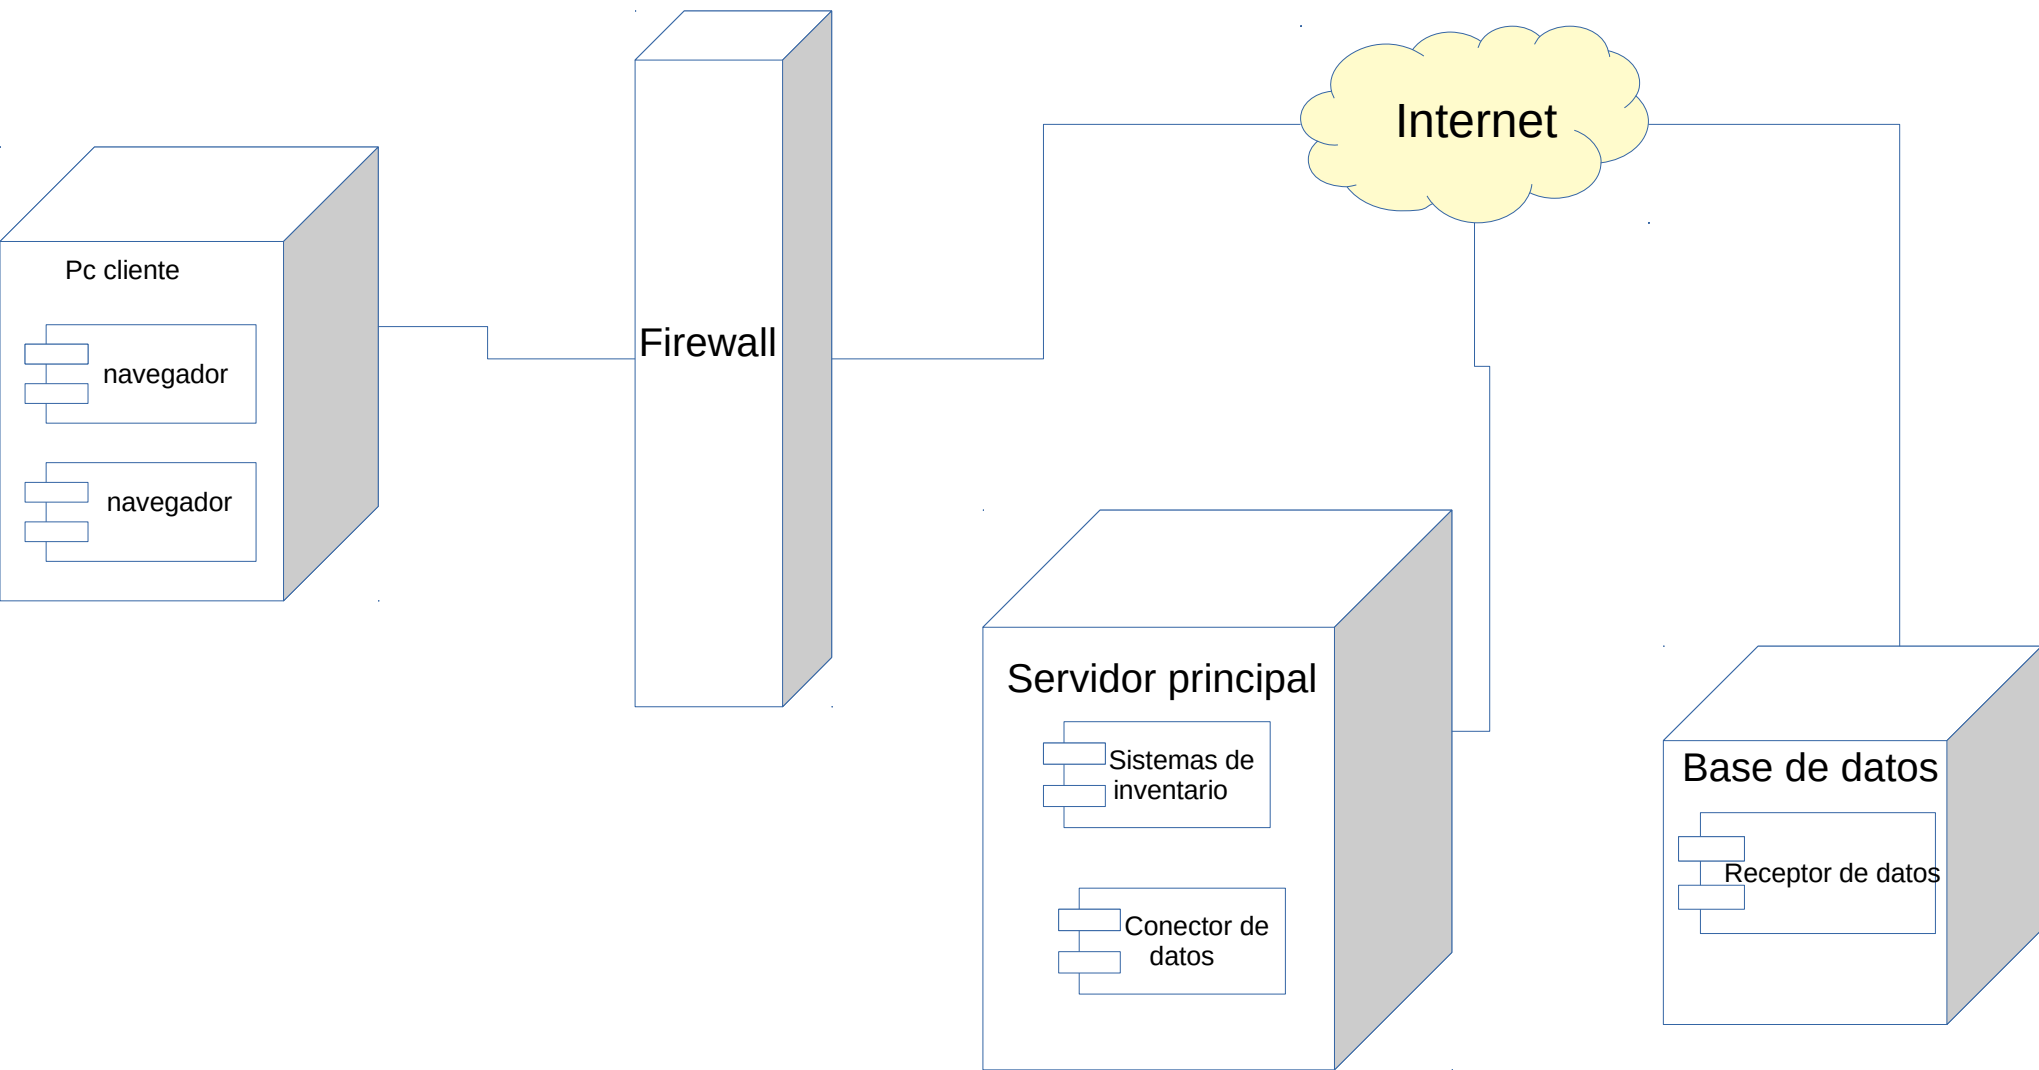 Pc cliente
navegador
navegador
Firewall
Internet
Servidor principal
Sistemas de
inventario
Conector de
datos
Base de datos
Receptor de datos